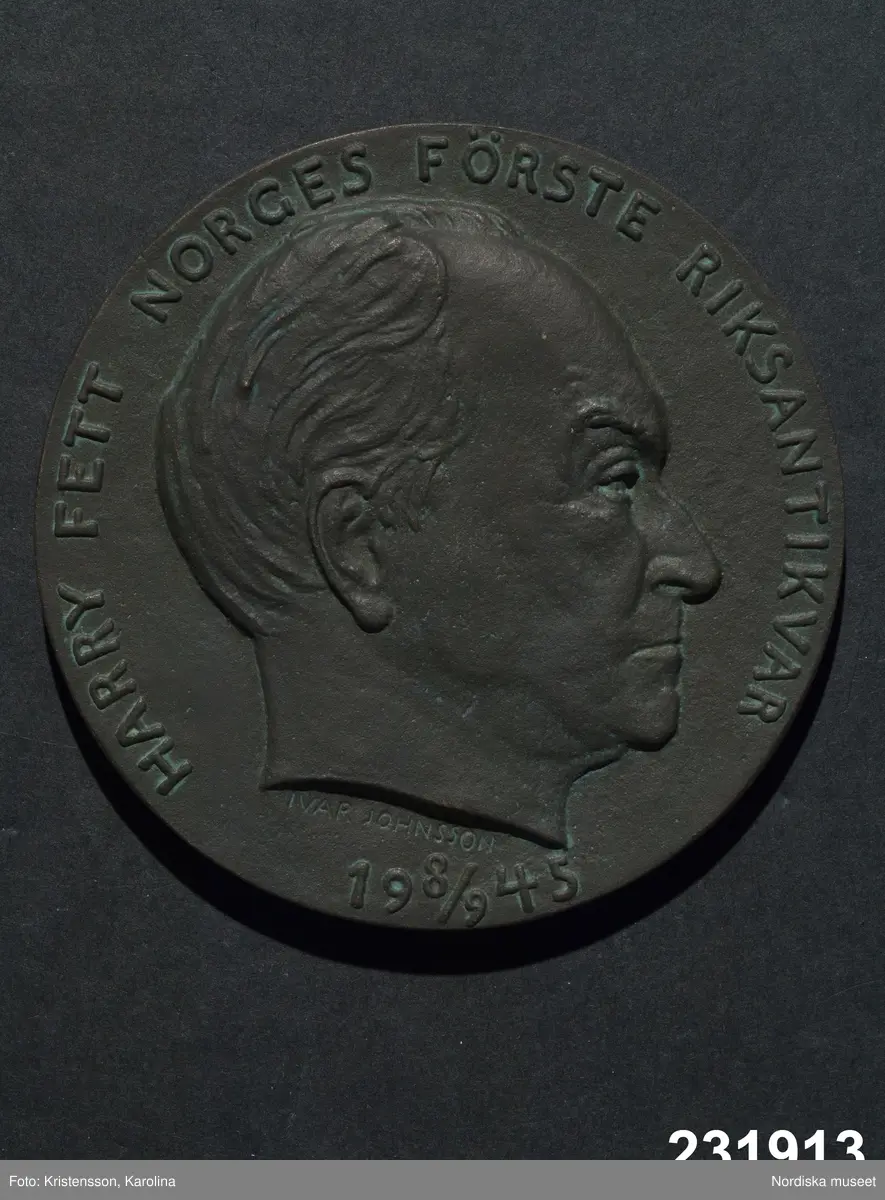 HARRY FETT NORGES FÖRSTE RIKSANTIKVAR
IVAR JOHNSSON
19 8/9 45
231913
Foto: Kristensson, Karolina
Nordiska museet